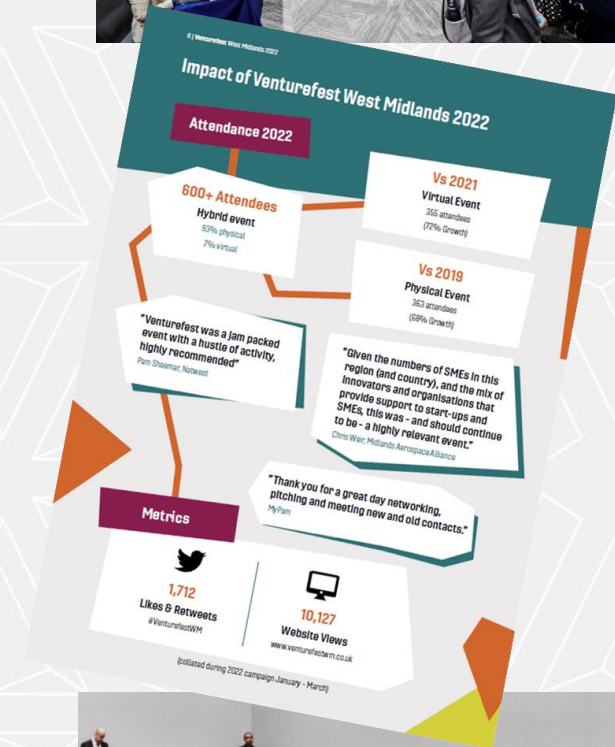 6 | Venturefest West Midlands 2022
Impact of Venturefest West Midlands 2022
Attendance 2022
600+ Attendees
Hybrid event
93% physical
7% virtual
Vs 2021
Virtual Event
355 attendees
(72% Growth)
Vs 2019
Physical Event
363 attendees
(68% Growth)
"Venturefest was a jam packed
event with a hustle of activity,
highly recommended"
Pam Sheemar, Natwest
"Given the numbers of SMEs in this
region (and country), and the mix of
innovators and organisations that
provide support to start-ups and
SMEs, this was - and should continue
to be - a highly relevant event."
Chris Weir, Midlands Aerospace Alliance
"Thank you for a great day networking,
pitching and meeting new and old contacts."
MyPam
Metrics
1,712
Likes & Retweets
#VenturefestWM
10,127
Website Views
www.venturefestwm.co.uk
(collated during 2022 campaign January - March)